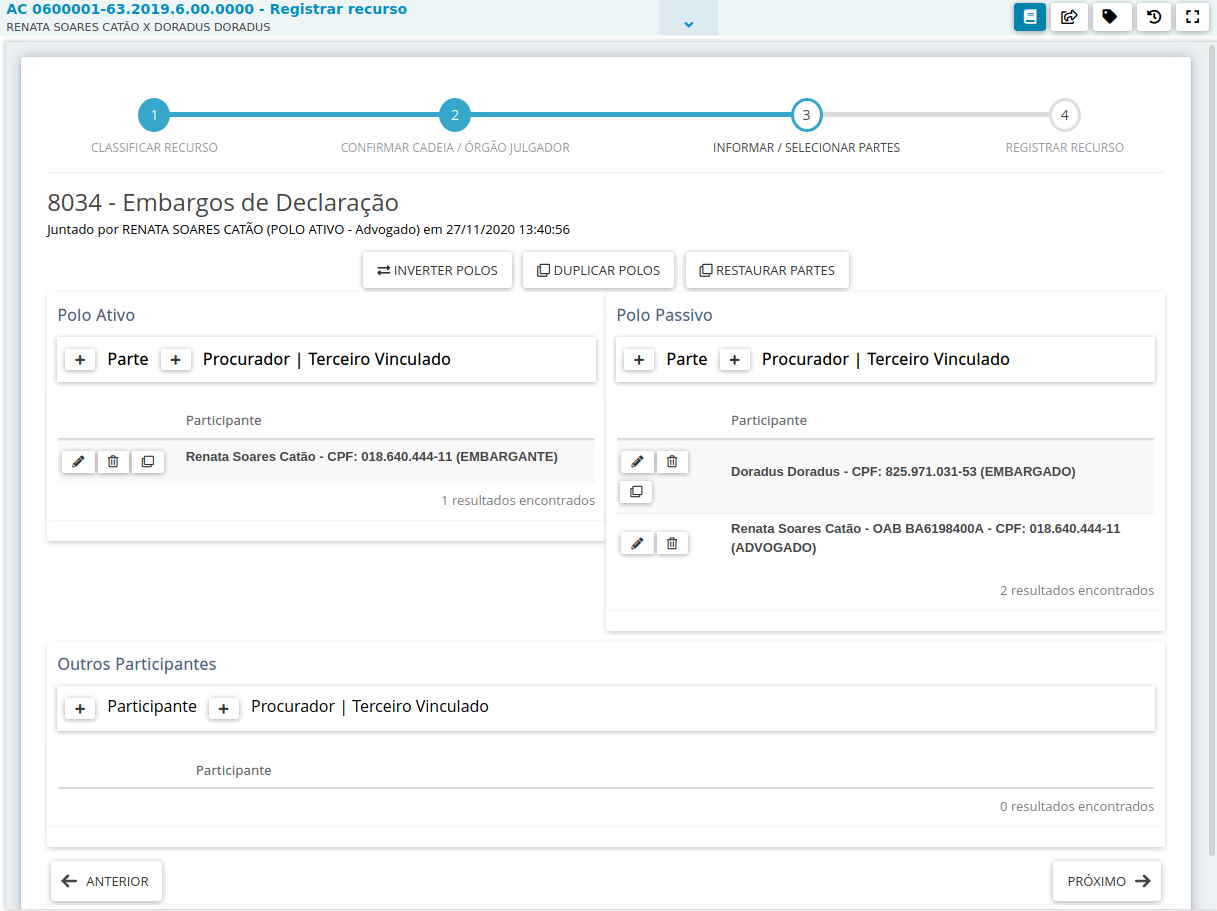 AC 0600001-63.2019.6.00.0000 - Registrar recurso
RENATA SOARES CATÃO X DORADUS DORADUS
1
2
3
4
CLASSIFICAR RECURSO
CONFIRMAR CADEIA / ÓRGÃO JULGADOR
INFORMAR / SELECIONAR PARTES
REGISTRAR RECURSO
8034 - Embargos de Declaração
Juntado por RENATA SOARES CATÃO (POLO ATIVO - Advogado) em 27/11/2020 13:40:56
INVERTER POLOS
DUPLICAR POLOS
RESTAURAR PARTES
Polo Ativo
+ Parte + Procurador | Terceiro Vinculado
Participante
Renata Soares Catão - CPF: 018.640.444-11 (EMBARGANTE)
1 resultados encontrados
Polo Passivo
+ Parte + Procurador | Terceiro Vinculado
Participante
Doradus Doradus - CPF: 825.971.031-53 (EMBARGADO)
Renata Soares Catão - OAB BA6198400A - CPF: 018.640.444-11
(ADVOGADO)
2 resultados encontrados
Outros Participantes
+ Participante + Procurador | Terceiro Vinculado
Participante
0 resultados encontrados
ANTERIOR
PRÓXIMO